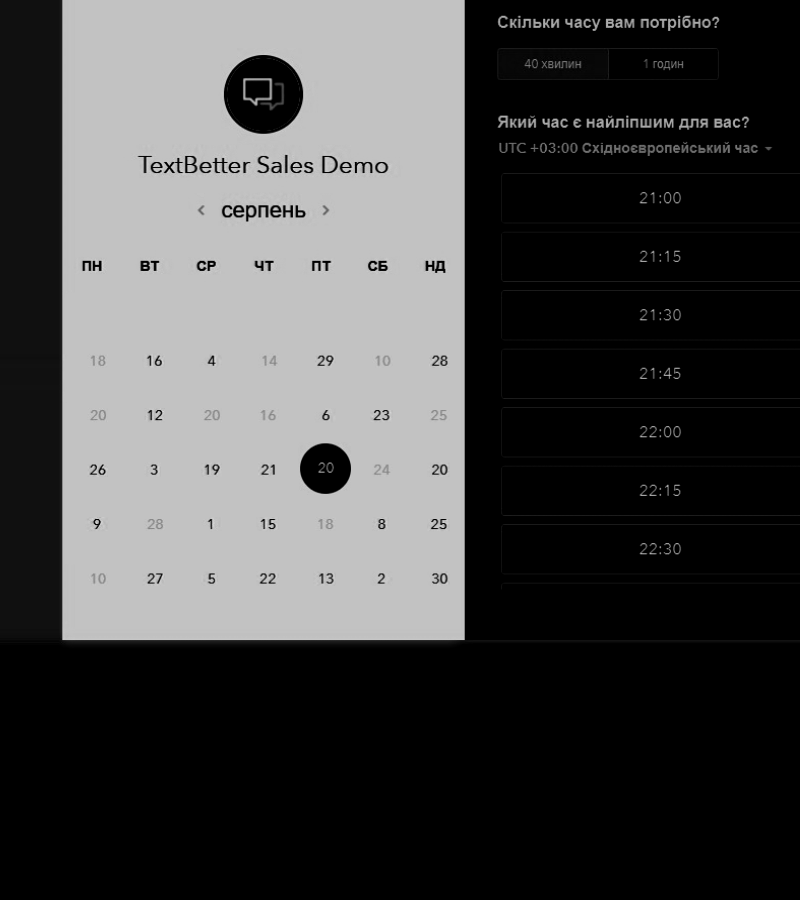 TextBetter Sales Demo
серпень
ПН ВТ СР ЧТ ПТ СБ НД
18 16 4 14 29 10 28
20 12 20 16 6 23 25
26 3 19 21 20 24 20
9 28 1 15 18 8 25
10 27 5 22 13 2 30
Скільки часу вам потрібно?
40 хвилин 1 годин
Який час є найліпшим для вас?
UTC +03:00 Східноєвропейський час
21:00
21:15
21:30
21:45
22:00
22:15
22:30